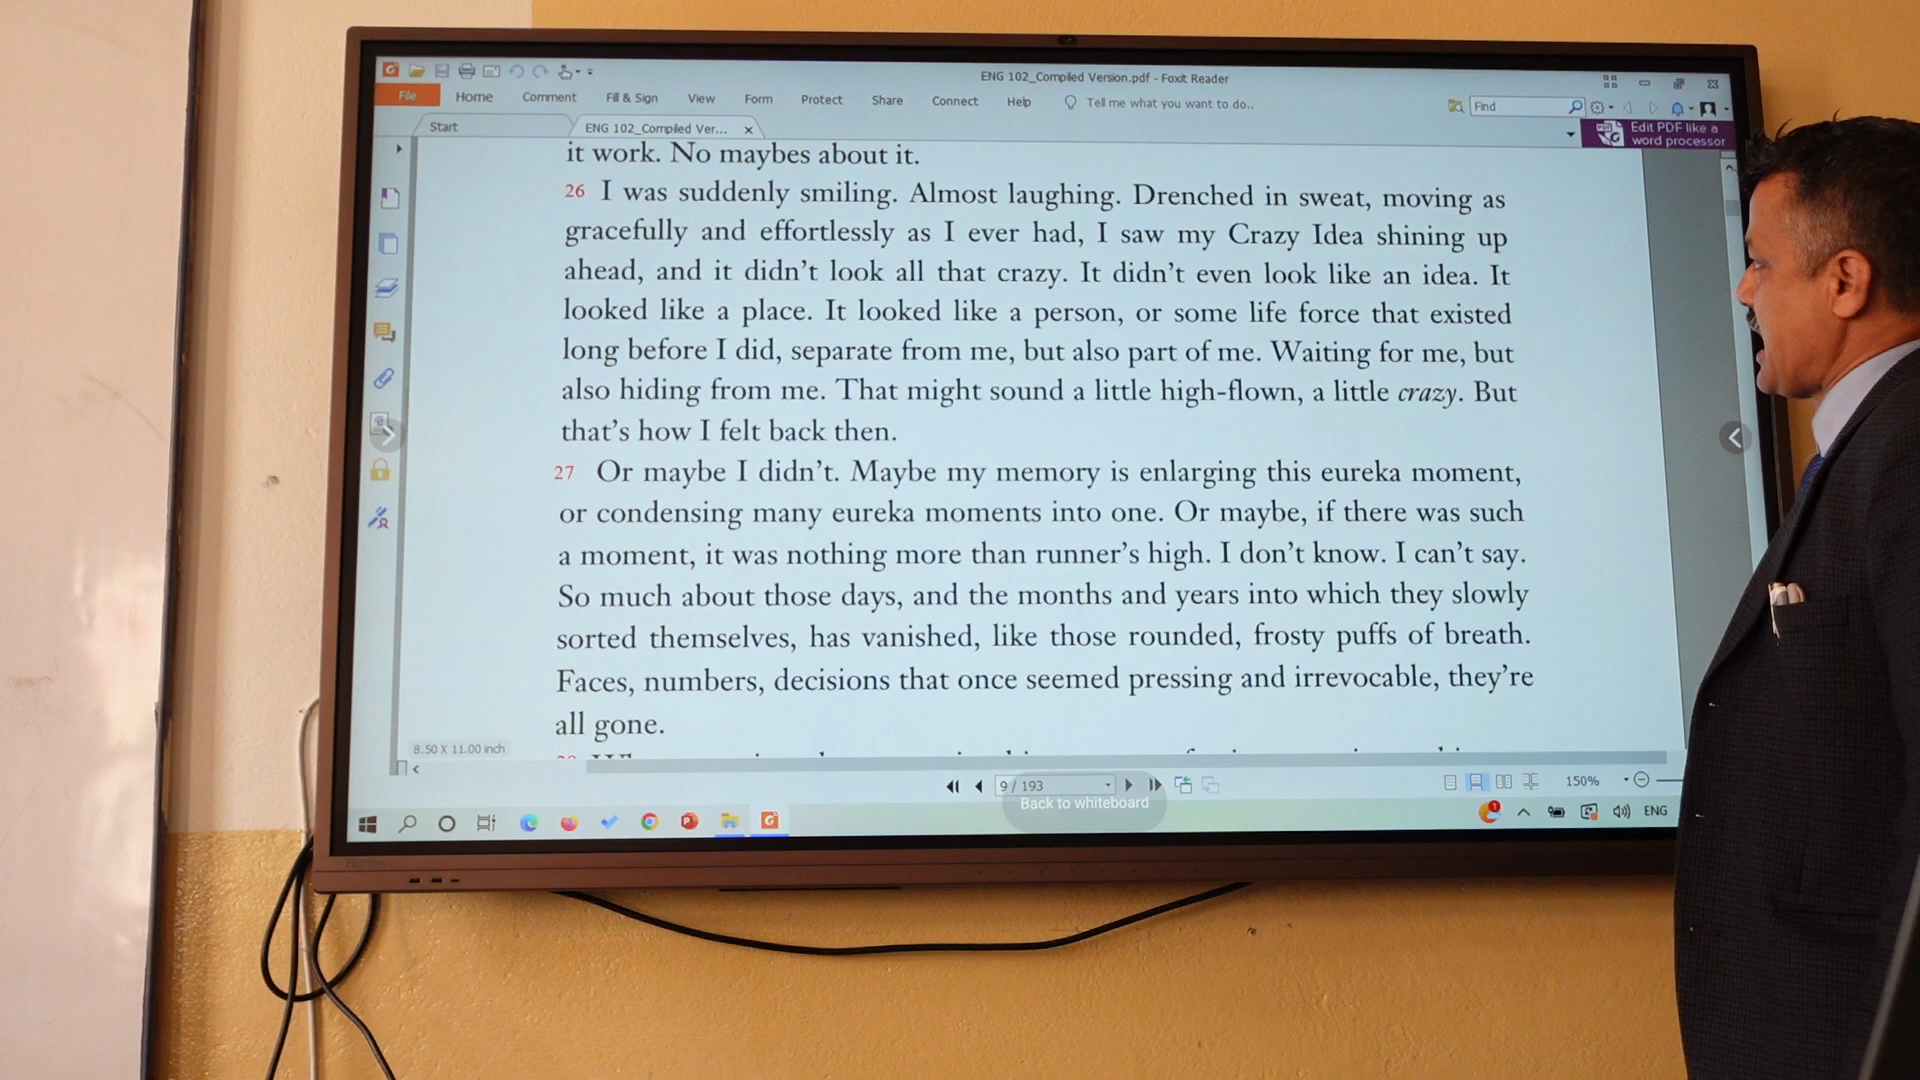 ENG 102_Compiled Version.pdf - Foxit Reader
File Home Comment Fill & Sign View Form Protect Share Connect Help Tell me what you want to do.. Find
Start ENG 102_Compiled Ver...
Edit PDF like a
word processor
it work. No maybes about it.
26 I was suddenly smiling. Almost laughing. Drenched in sweat, moving as
gracefully and effortlessly as I ever had, I saw my Crazy Idea shining up
ahead, and it didn’t look all that crazy. It didn’t even look like an idea. It
looked like a place. It looked like a person, or some life force that existed
long before I did, separate from me, but also part of me. Waiting for me, but
also hiding from me. That might sound a little high-flown, a little crazy. But
that’s how I felt back then.
27 Or maybe I didn’t. Maybe my memory is enlarging this eureka moment,
or condensing many eureka moments into one. Or maybe, if there was such
a moment, it was nothing more than runner’s high. I don’t know. I can’t say.
So much about those days, and the months and years into which they slowly
sorted themselves, has vanished, like those rounded, frosty puffs of breath.
Faces, numbers, decisions that once seemed pressing and irrevocable, they’re
all gone.
8.50 X 11.00 inch
9 / 193
150%
Back to whiteboard
ENG